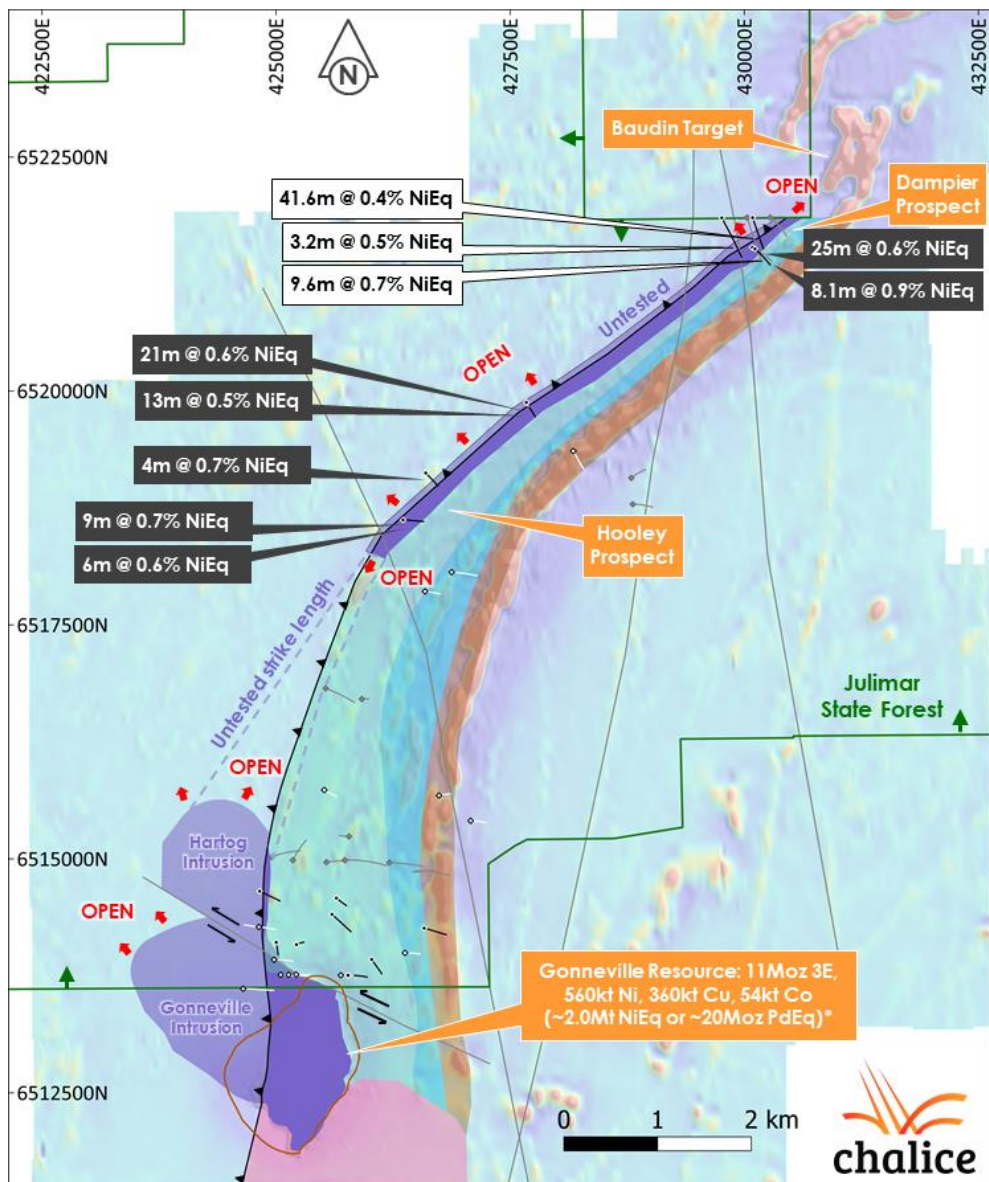 422500E
425000E
427500E
430000E
432500E
N
6522500N
Baudin Target
OPEN
Dampier
Prospect
41.6m @ 0.4% NiEq
3.2m @ 0.5% NiEq
9.6m @ 0.7% NiEq
25m @ 0.6% NiEq
8.1m @ 0.9% NiEq
Untested
21m @ 0.6% NiEq
OPEN
6520000N
13m @ 0.5% NiEq
4m @ 0.7% NiEq
9m @ 0.7% NiEq
6m @ 0.6% NiEq
Hooley
Prospect
OPEN
6517500N
Untested strike length
Julimar
State Forest
OPEN
Hartog
Intrusion
6515000N
OPEN
Gonneville
Intrusion
Gonneville Resource: 11Moz 3E,
560kt Ni, 360kt Cu, 54kt Co
(~2.0Mt NiEq or ~20Moz PdEq)*
6512500N
0 1 2 km
chalice